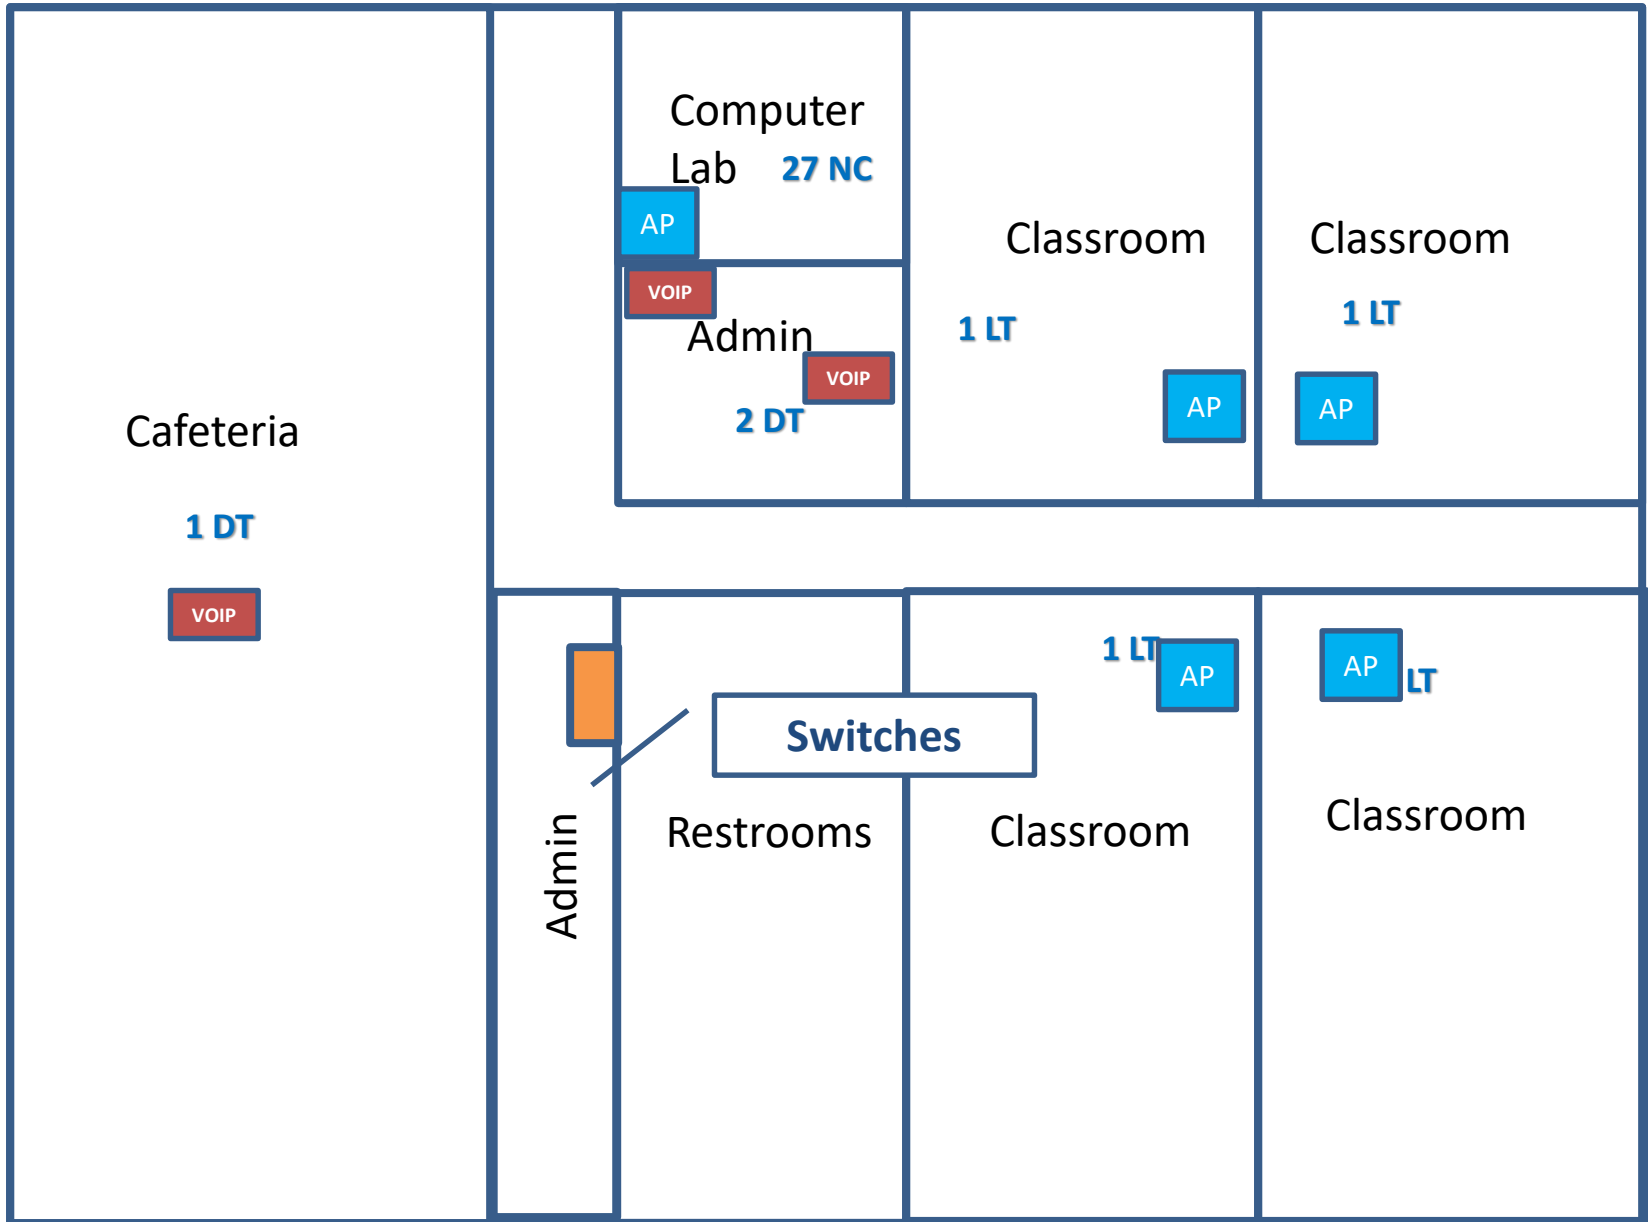 Computer
Lab
27 NC
AP
VOIP
Admin
VOIP
2 DT
Classroom
1 LT
AP
Classroom
1 LT
AP
Cafeteria
1 DT
VOIP
Admin
Switches
Restrooms
1 LT
AP
Classroom
AP
LT
Classroom